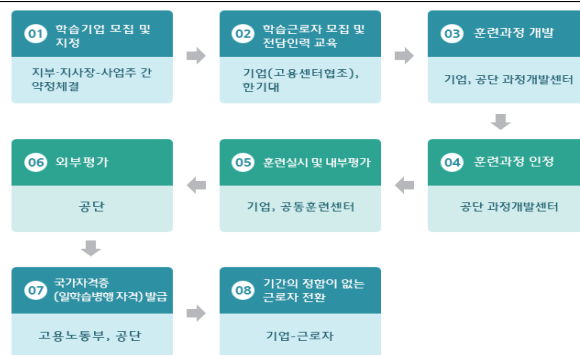 01 학습기업 모집 및
지정
지부·지사장-사업주 간
약정체결
02 학습근로자 모집 및
전담인력 교육
기업(고용센터협조),
한기대
03 훈련과정 개발
기업, 공단 과정개발센터
06 외부평가
공단
05 훈련실시 및 내부평가
기업, 공동훈련센터
04 훈련과정 인정
공단 과정개발센터
07 국가자격증
(일학습병행 자격) 발급
고용노동부, 공단
08 기간의 정함이 없는
근로자 전환
기업-근로자